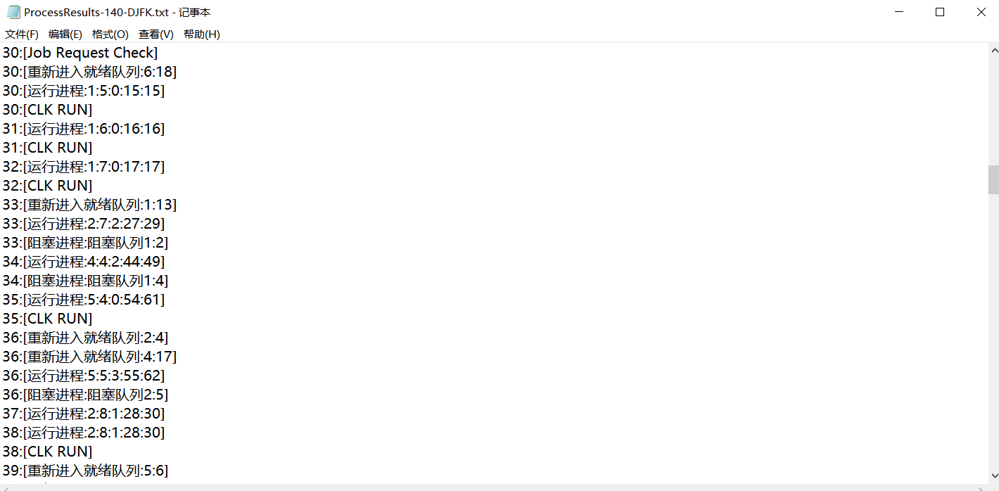 ProcessResults-140-DJFK.txt - 记事本
文件(F) 编辑(E) 格式(O) 查看(V) 帮助(H)
30:[Job Request Check]
30:[重新进入就绪队列:6:18]
30:[运行进程:1:5:0:15:15]
30:[CLK RUN]
31:[运行进程:1:6:0:16:16]
31:[CLK RUN]
32:[运行进程:1:7:0:17:17]
32:[CLK RUN]
33:[重新进入就绪队列:1:13]
33:[运行进程:2:7:2:27:29]
33:[阻塞进程:阻塞队列1:2]
34:[运行进程:4:4:2:44:49]
34:[阻塞进程:阻塞队列1:4]
35:[运行进程:5:4:0:54:61]
35:[CLK RUN]
36:[重新进入就绪队列:2:4]
36:[重新进入就绪队列:4:17]
36:[运行进程:5:5:3:55:62]
36:[阻塞进程:阻塞队列2:5]
37:[运行进程:2:8:1:28:30]
38:[运行进程:2:8:1:28:30]
38:[CLK RUN]
39:[重新进入就绪队列:5:6]